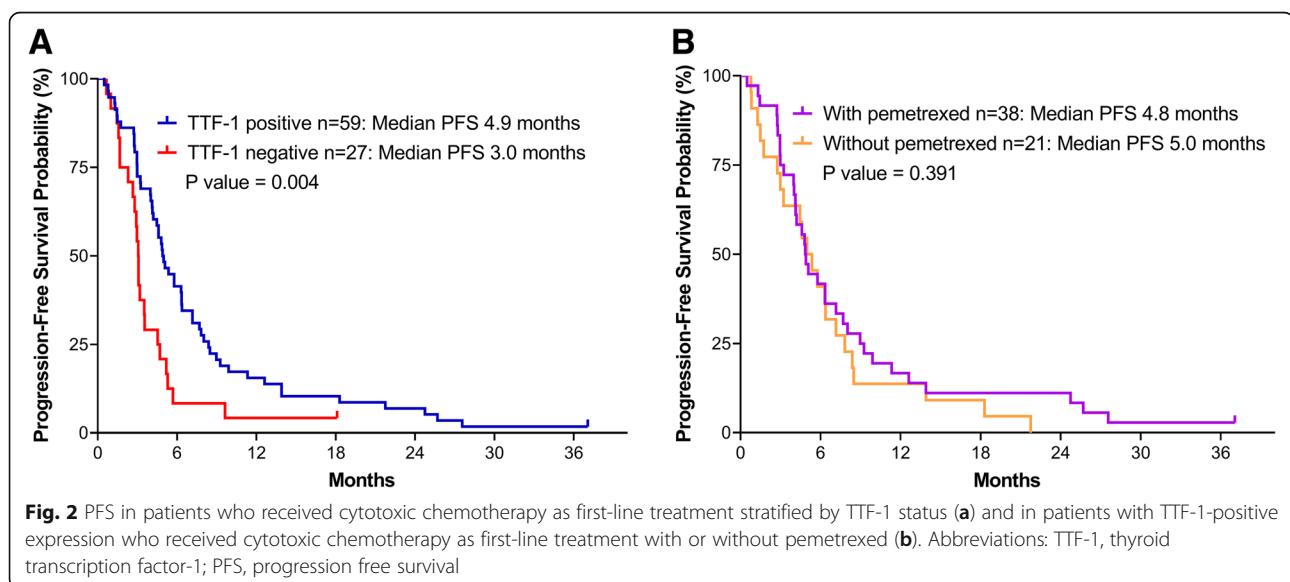 A
Progression-Free Survival Probability (%)
100
75
50
25
0
TTF-1 positive n=59: Median PFS 4.9 months
TTF-1 negative n=27: Median PFS 3.0 months
P value = 0.004
0 6 12 18 24 30 36
Months
B
Progression-Free Survival Probability (%)
100
75
50
25
0
With pemetrexed n=38: Median PFS 4.8 months
Without pemetrexed n=21: Median PFS 5.0 months
P value = 0.391
0 6 12 18 24 30 36
Months
Fig. 2 PFS in patients who received cytotoxic chemotherapy as first-line treatment stratified by TTF-1 status (a) and in patients with TTF-1-positive
expression who received cytotoxic chemotherapy as first-line treatment with or without pemetrexed (b). Abbreviations: TTF-1, thyroid
transcription factor-1; PFS, progression free survival